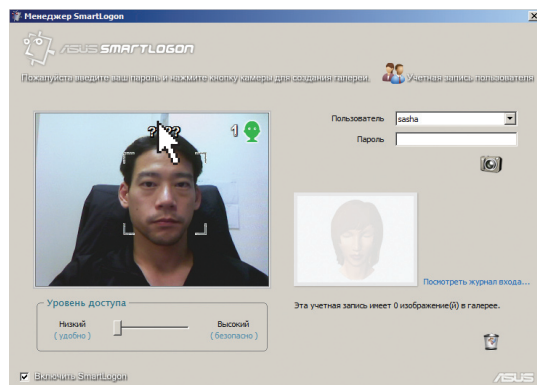 Менеджер SmartLogon
ASUS SMARTLOGON
Пожалуйста введите ваш пароль и нажмите кнопку камеры для создания галереи.
Учетная запись пользователя
????
1
Пользователь
sasha
Пароль
Посмотреть журнал входа...
Эта учетная запись имеет 0 изображение(й) в галерее.
Уровень доступа
Низкий
( удобно )
Высокий
( безопасно )
Включить SmartLogon
ASUS